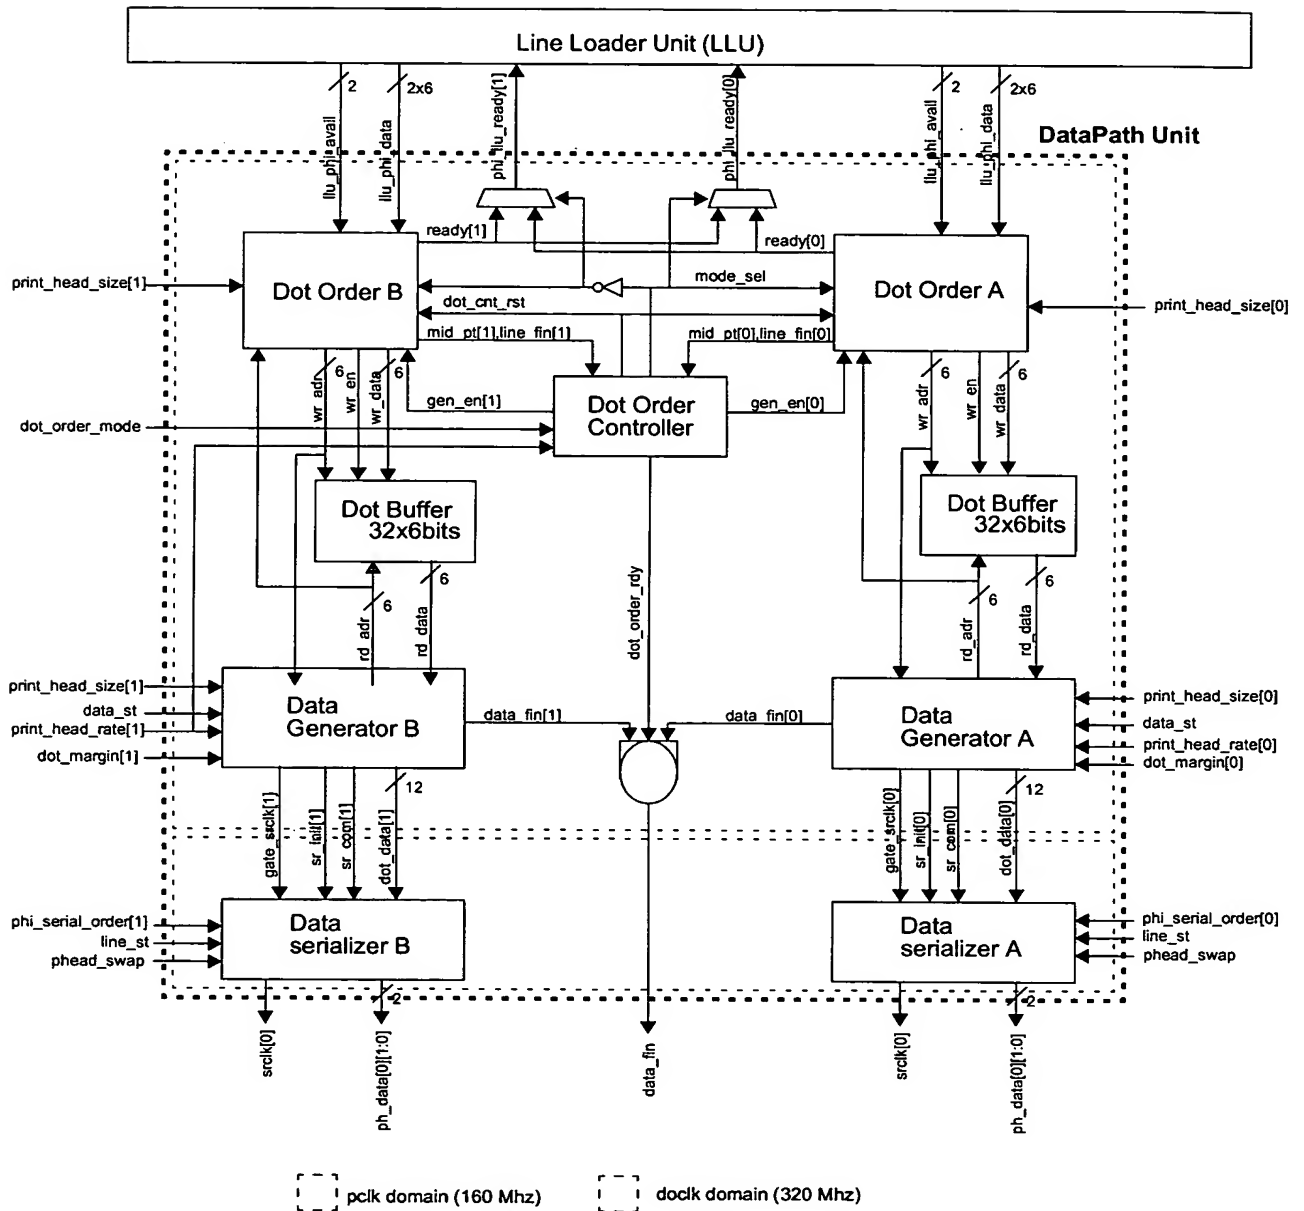 Line Loader Unit (LLU)
2
2x6
phi_llu_ready[1]
phi_llu_ready[0]
2
2x6
llu_phi_avail
llu_phi_data
llu_phi_avail
llu_phi_data
DataPath Unit
ready[1]
ready[0]
print_head_size[1]
Dot Order B
mode_sel
Dot Order A
dot_cnt_rst
print_head_size[0]
mid_pt[1],line_fin[1]
mid_pt[0],line_fin[0]
wr_adr
6
wr_en
wr_data
6
gen_en[1]
Dot Order
Controller
gen_en[0]
wr_adr
6
wr_en
wr_data
6
dot_order_mode
Dot Buffer
32x6bits
Dot Buffer
32x6bits
6
6
rd_adr
rd_data
dot_order_rdy
6
6
rd_adr
rd_data
print_head_size[1]
data_st
print_head_rate[1]
dot_margin[1]
Data
Generator B
data_fin[1]
data_fin[0]
Data
Generator A
print_head_size[0]
data_st
print_head_rate[0]
dot_margin[0]
12
12
gate_srclk[1]
sr_init[1]
sr_com[1]
dot_data[1]
gate_srclk[0]
sr_init[0]
sr_com[0]
dot_data[0]
phi_serial_order[1]
line_st
phead_swap
Data
serializer B
Data
serializer A
phi_serial_order[0]
line_st
phead_swap
2
2
srclk[0]
ph_data[0][1:0]
data_fin
srclk[0]
ph_data[0][1:0]
pclk domain (160 Mhz)
doclk domain (320 Mhz)